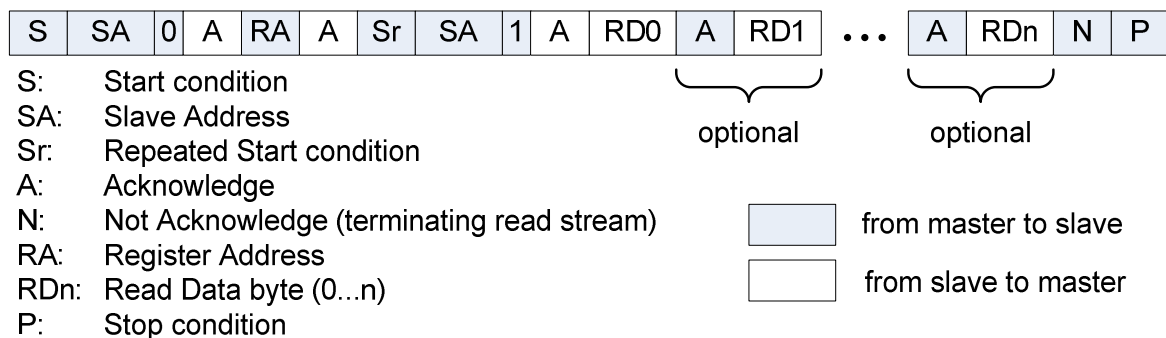 S SA 0 A RA A Sr SA 1 A RD0 A RD1 ••• A RDn N P
optional optional
S: Start condition
SA: Slave Address
Sr: Repeated Start condition
A: Acknowledge
N: Not Acknowledge (terminating read stream)
RA: Register Address
RDn: Read Data byte (0...n)
P: Stop condition
from master to slave
from slave to master